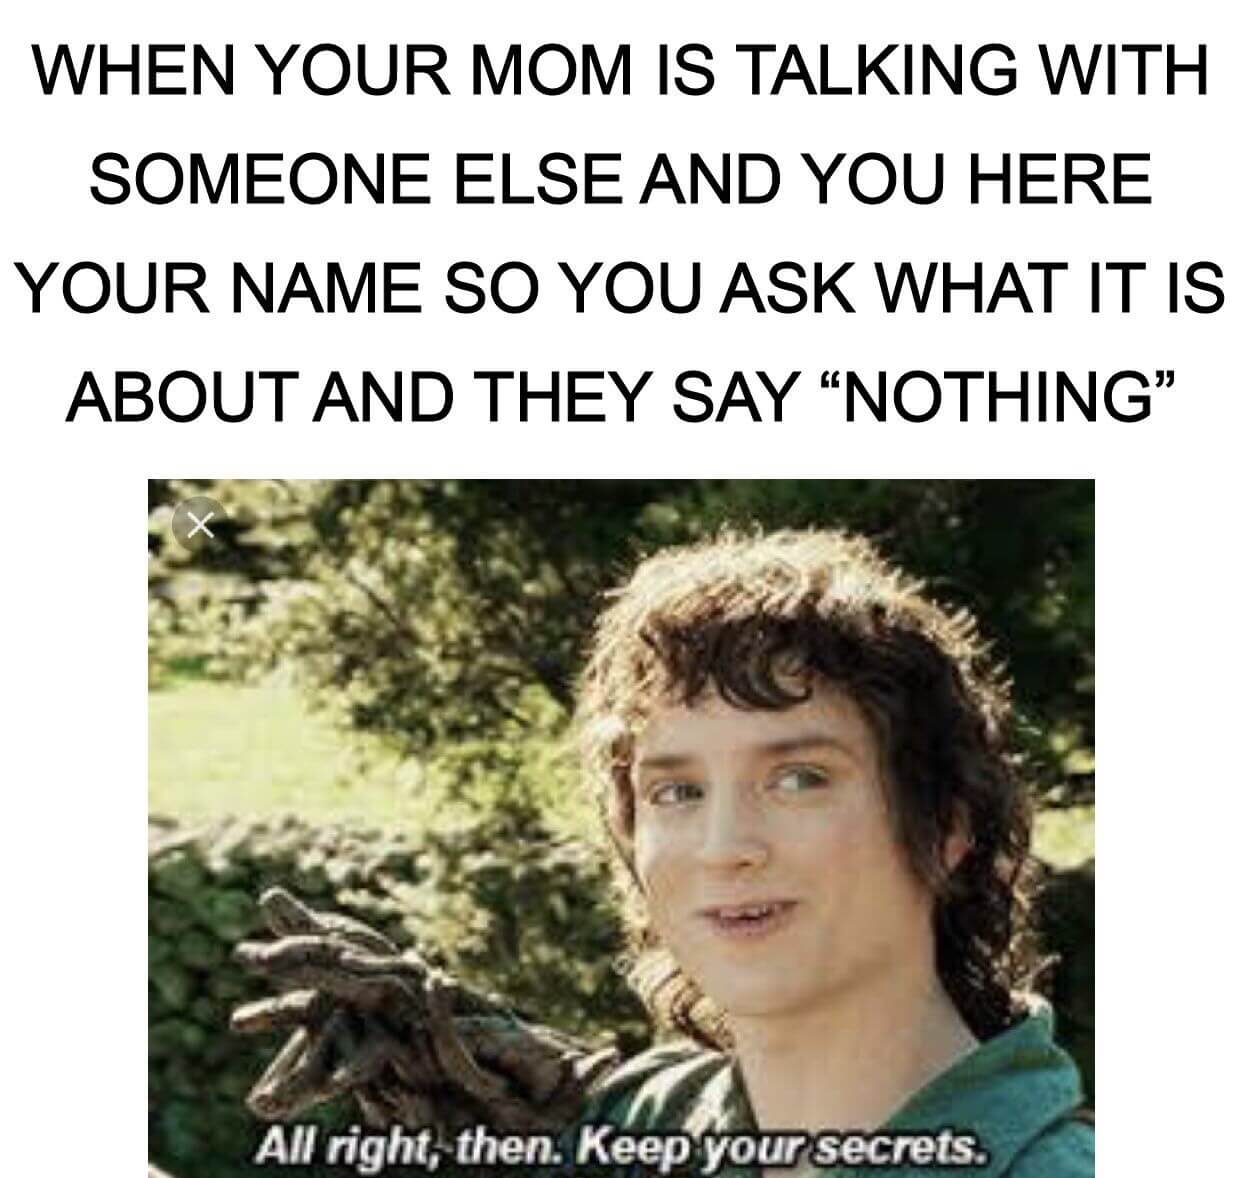 WHEN YOUR MOM IS TALKING WITH
SOMEONE ELSE AND YOU HERE
YOUR NAME SO YOU ASK WHAT IT IS
ABOUT AND THEY SAY “NOTHING”
All right, then. Keep your secrets.